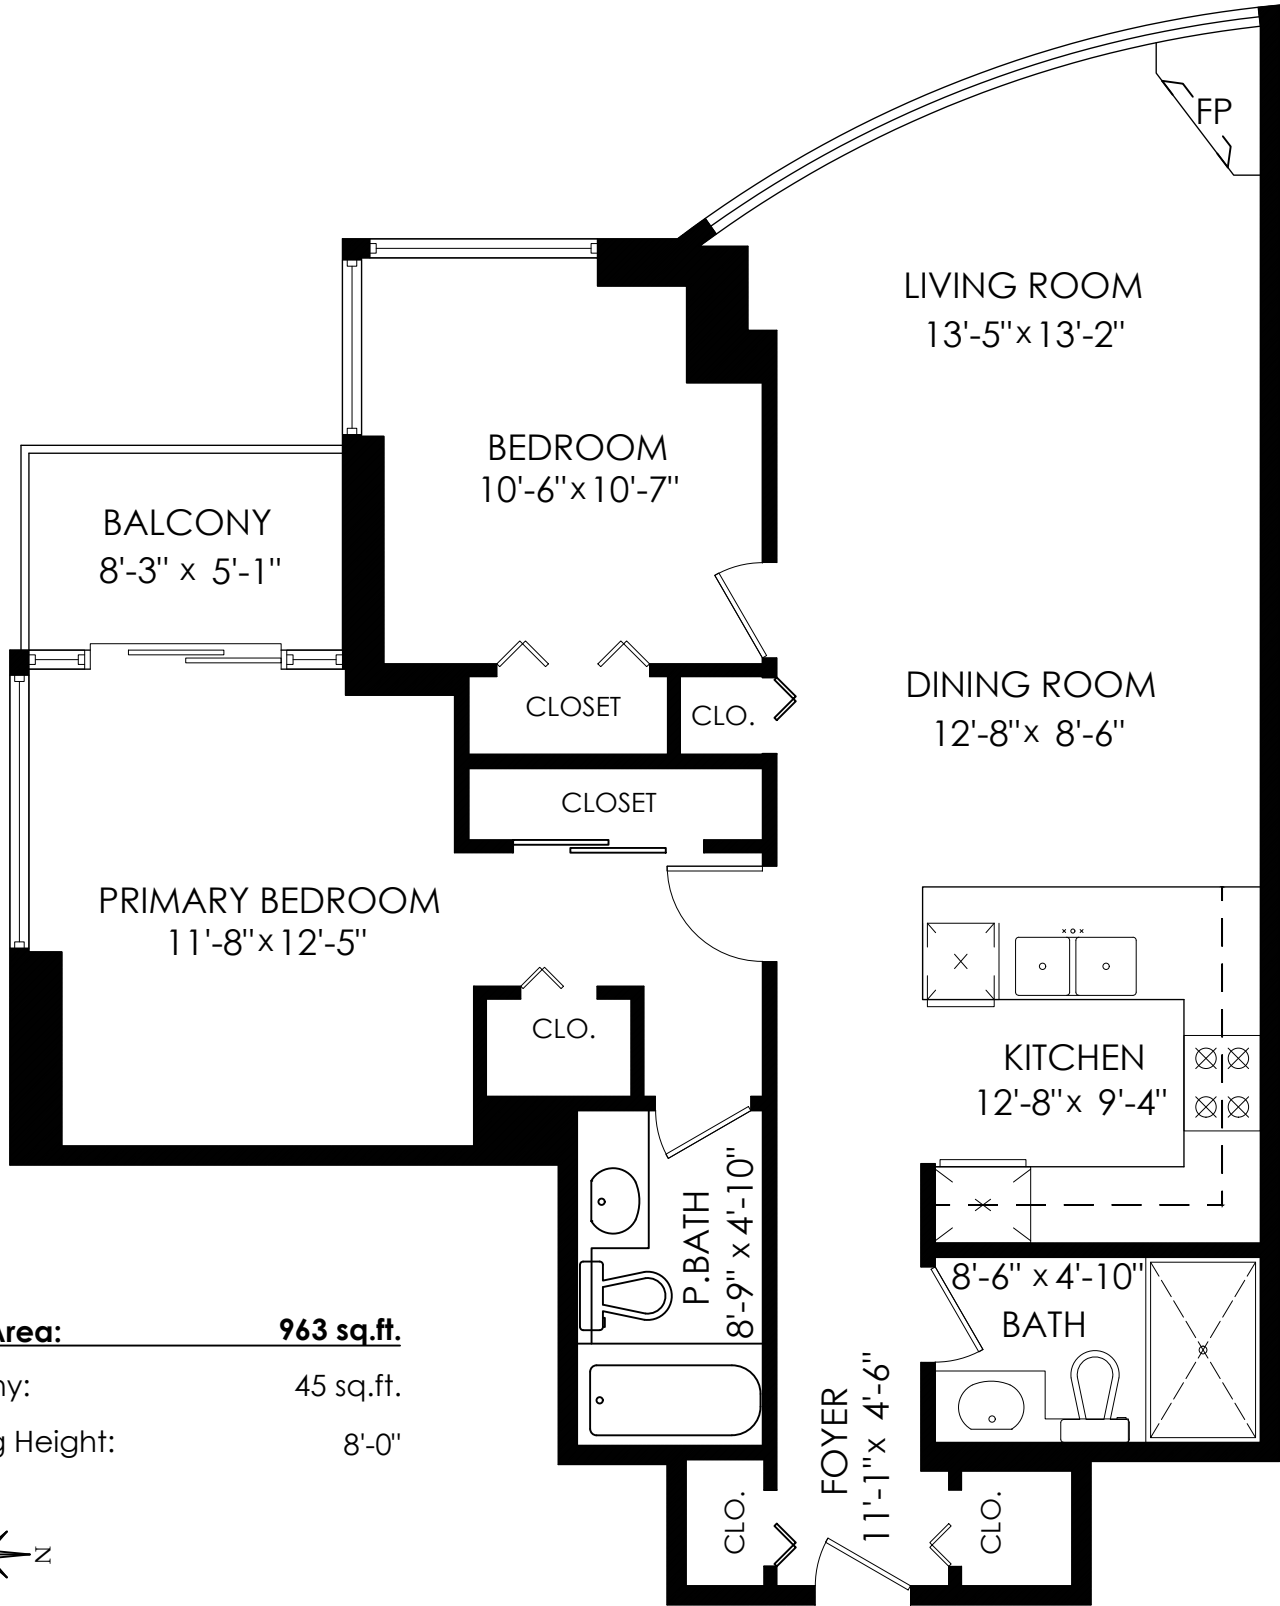 FP
LIVING ROOM
13'-5"x13'-2"
BEDROOM
10'-6"x10'-7"
BALCONY
8'-3" x 5'-1"
CLOSET
CLO.
DINING ROOM
12'-8"x 8'-6"
CLOSET
PRIMARY BEDROOM
11'-8"x12'-5"
CLO.
KITCHEN
12'-8"x 9'-4"
P.BATH
8'-9" x 4'-10"
8'-6" x 4'-10"
BATH
FOYER
11'-1"x 4'-6"
CLO.
CLO.
963 sq.ft.
45 sq.ft.
Height: 8'-0"
N